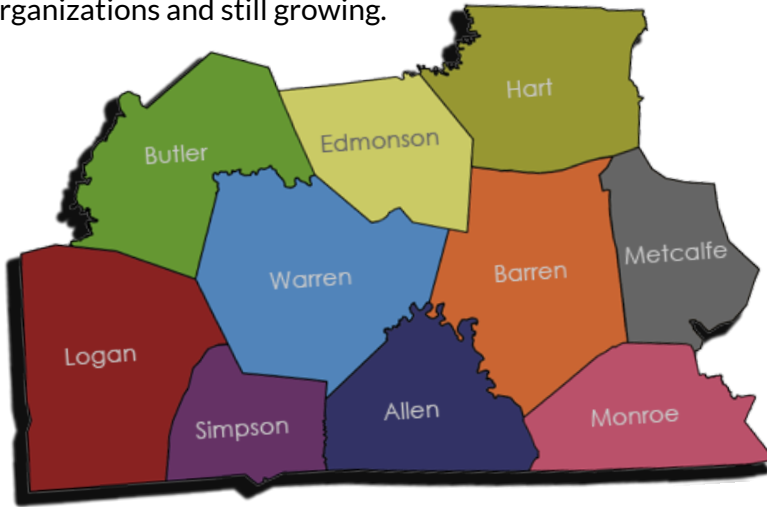 rganizations and still growing.
Hart
Edmonson
Butler
Metcalfe
Barren
Warren
Logan
Allen
Monroe
Simpson